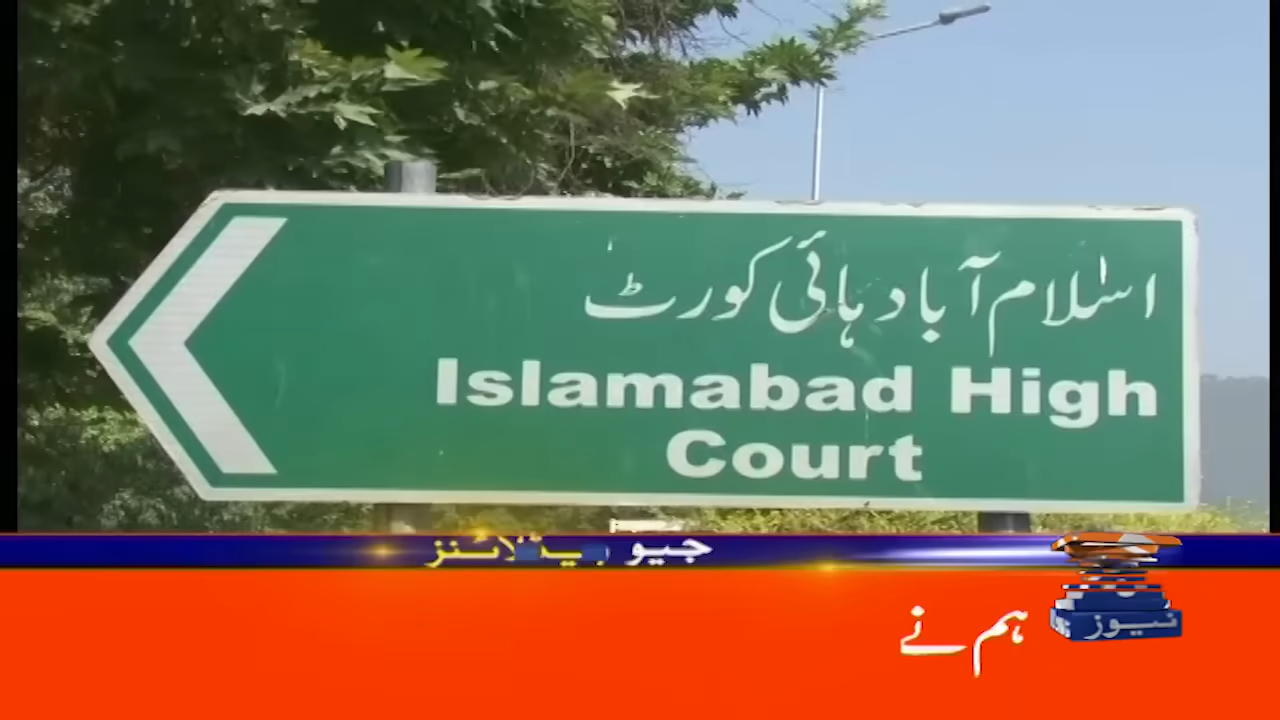 اسلام آباد ہائی کورٹ
Islamabad High
Court
جیو ہیڈلائنز
ہم نے
نیوز